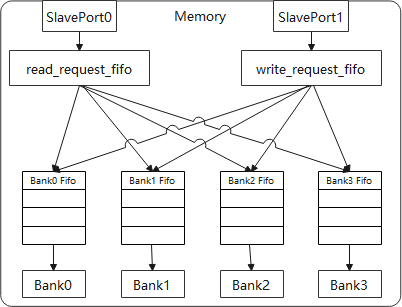 SlavePort0 Memory SlavePort1
read_request_fifo write_request_fifo
Bank0 Fifo Bank1 Fifo Bank2 Fifo Bank3 Fifo
Bank0 Bank1 Bank2 Bank3